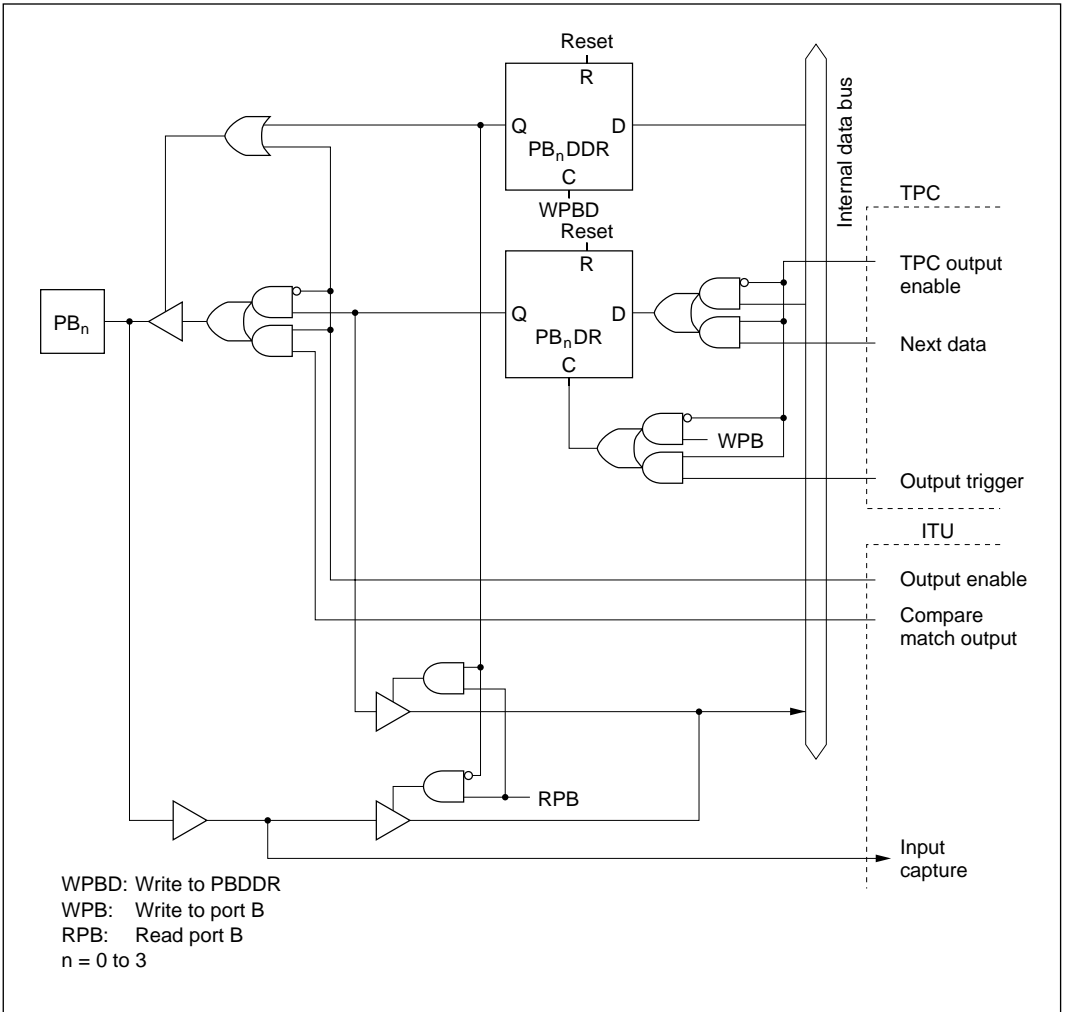 Reset
R
Q
D
PBnDDR
C
WPBD
Internal data bus
TPC
Reset
R
TPC output
enable
PBn
Q
D
PBnDR
C
Next data
WPB
Output trigger
ITU
Output enable
Compare
match output
RPB
Input
capture
WPBD: Write to PBDDR
WPB: Write to port B
RPB: Read port B
n = 0 to 3